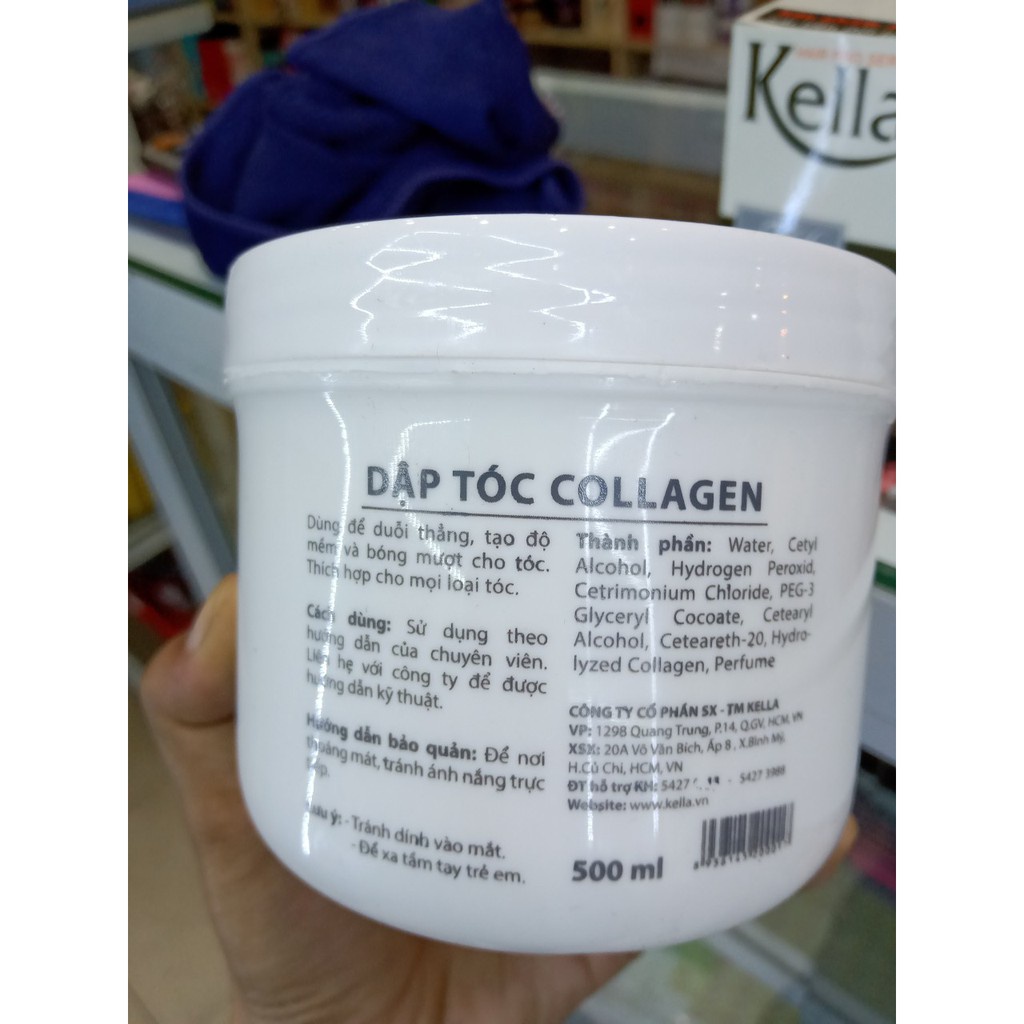 Kella
DẬP TÓC COLLAGEN
Dùng để duỗi thẳng, tạo độ
mềm và bóng mượt cho tóc.
Thích hợp cho mọi loại tóc.
Cách dùng: Sử dụng theo
hướng dẫn của chuyên viên.
Liên hệ với công ty để được
hướng dẫn kỹ thuật.
Hướng dẫn bảo quản: Để nơi
thoáng mát, tránh ánh nắng trực
tiếp.
Lưu ý: - Tránh dính vào mắt.
- Để xa tầm tay trẻ em.
Thành phần: Water, Cetyl
Alcohol, Hydrogen Peroxid,
Cetrimonium Chloride, PEG-3
Glyceryl Cocoate, Cetearyl
Alcohol, Ceteareth-20, Hydro-
lyzed Collagen, Perfume
CÔNG TY CỔ PHẦN SX - TM KELLA
VP: 1298 Quang Trung, P.14, Q.GV, HCM, VN
XSX: 20A Võ Văn Bích, Ấp 8, X.Bình Mỹ,
H.Củ Chi, HCM, VN
ĐT hỗ trợ KH: 5427 - 5427 3988
Website: www.kella.vn
500 ml